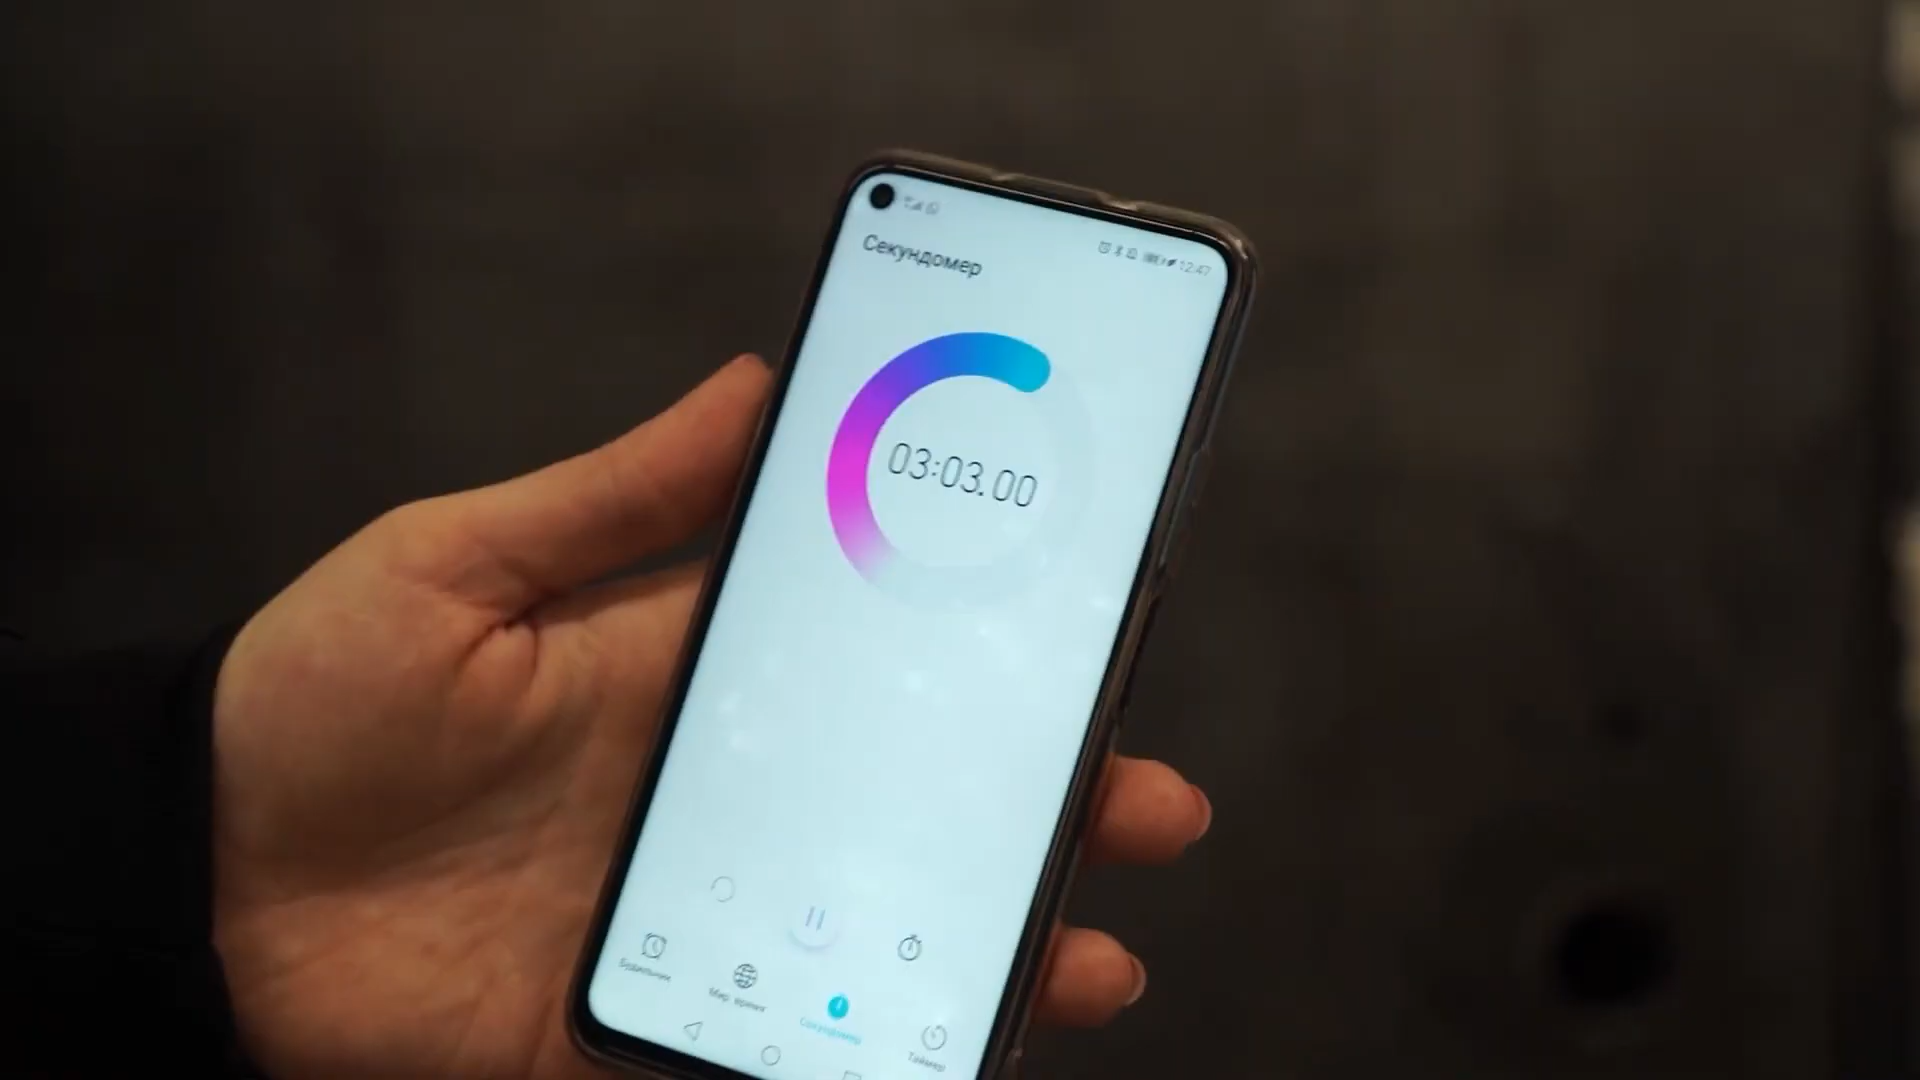 12:47
Секундомер
03:03.00
Будильник
Мир. время
Секундомер
Таймер